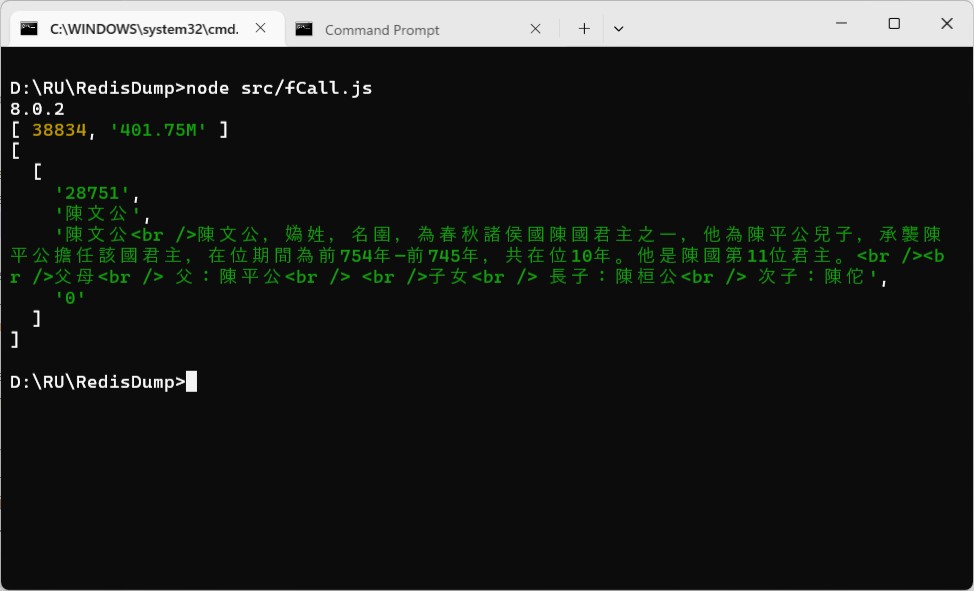 C:\WINDOWS\system32\cmd.
Command Prompt
D:\RU\RedisDump>node src/fCall.js
8.0.2
[ 38834, '401.75M' ]
[
  [
    '28751',
    '陳文公',
    '陳文公<br />陳文公，媯姓，名圉，為春秋諸侯國陳國君主之一，他為陳平公兒子，承襲陳
平公擔任該國君主，在位期間為前754年—前745年，共在位10年。他是陳國第11位君主。<br /><b
r />父母<br /> 父：陳平公<br /> <br />子女<br /> 長子：陳桓公<br /> 次子：陳佗',
    '0'
  ]
]
D:\RU\RedisDump>